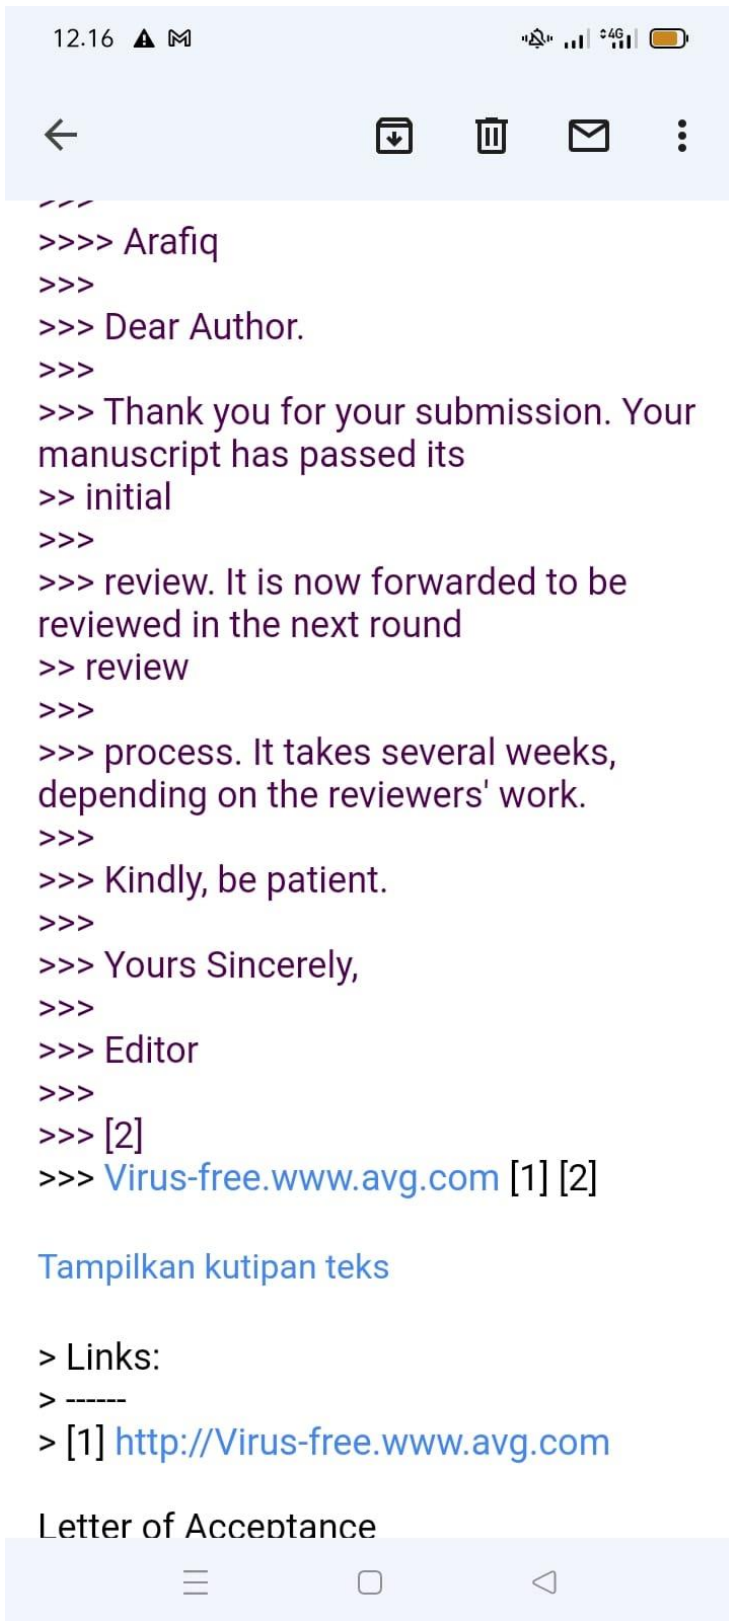 12.16
4G
>>>
>>>> Arafiq
>>>
>>> Dear Author.
>>>
>>> Thank you for your submission. Your
manuscript has passed its
>> initial
>>>
>>> review. It is now forwarded to be
reviewed in the next round
>> review
>>>
>>> process. It takes several weeks,
depending on the reviewers' work.
>>>
>>> Kindly, be patient.
>>>
>>> Yours Sincerely,
>>>
>>> Editor
>>>
>>> [2]
>>> Virus-free.www.avg.com [1] [2]
Tampilkan kutipan teks
> Links:
> ------
> [1] http://Virus-free.www.avg.com
Letter of Acceptance